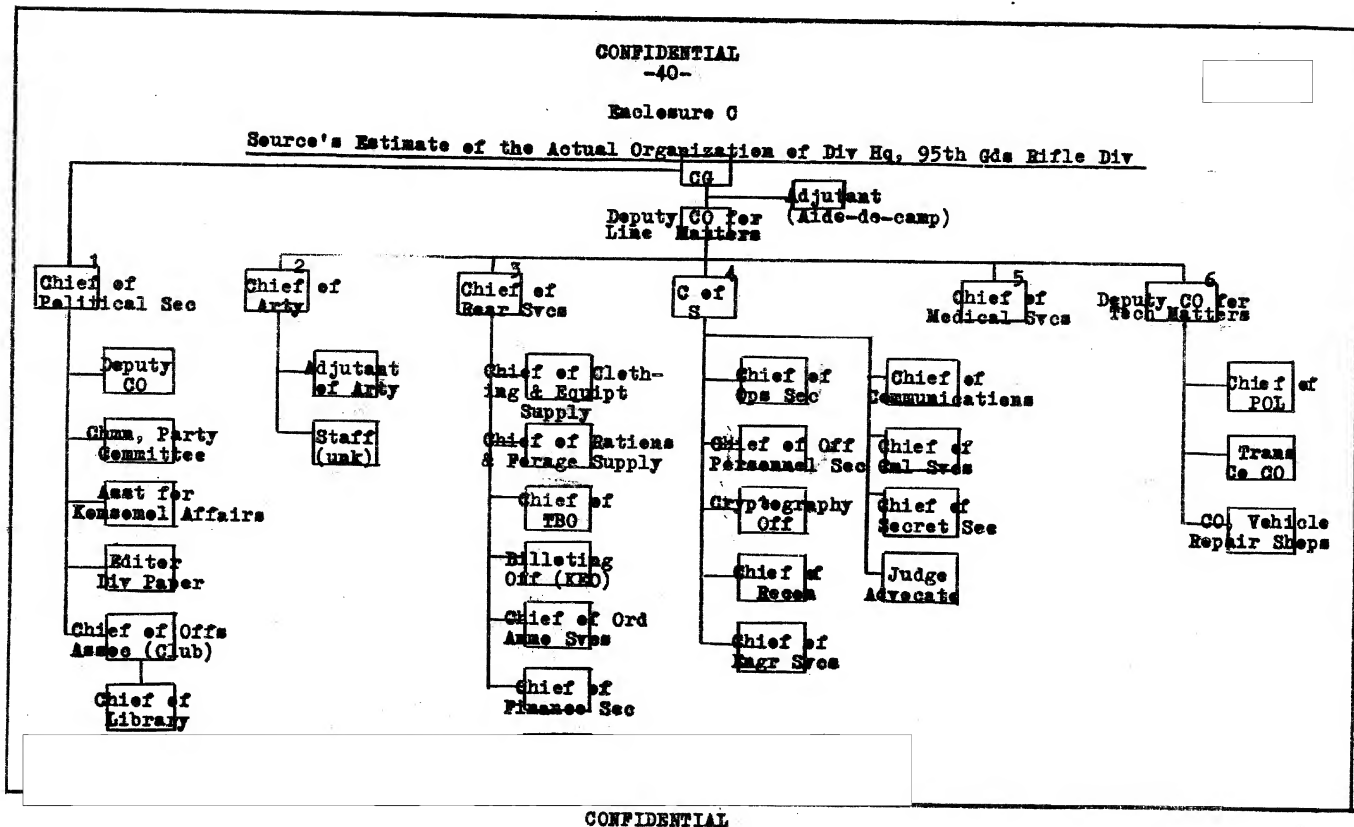 CONFIDENTIAL
-40-
Enclosure C
Source's Estimate of the Actual Organization of Div Hq, 95th Gds Rifle Div
CG
Adjutant
(Aide-de-camp)
Deputy CO for
Line Matters
1
Chief of
Political Sec
2
Chief of
Arty
3
Chief of
Rear Svcs
4
C of
S
5
Chief of
Medical Svcs
6
Deputy CO for
Tech Matters
Deputy
CO
Chmn, Party
Committee
Asst for
Komsomol Affairs
Editor
Div Paper
Chief of Offs
Assoc (Club)
Chief of
Library
Adjutant
of Arty
Staff
(unk)
Chief of Cloth-
ing & Equipt
Supply
Chief of Rations
& Forage Supply
Chief of
TBO
Billeting
Off (KEO)
Chief of Ord
Ammo Svcs
Chief of
Finance Sec
Chief of
Ops Sec
Chief of Off
Personnel Sec
Cryptography
Off
Chief of
Recon
Chief of
Engr Svcs
Chief of
Communications
Chief of
Cml Svcs
Chief of
Secret Sec
Judge
Advocate
Chief of
POL
Trans
Co CO
CO, Vehicle
Repair Shops
CONFIDENTIAL